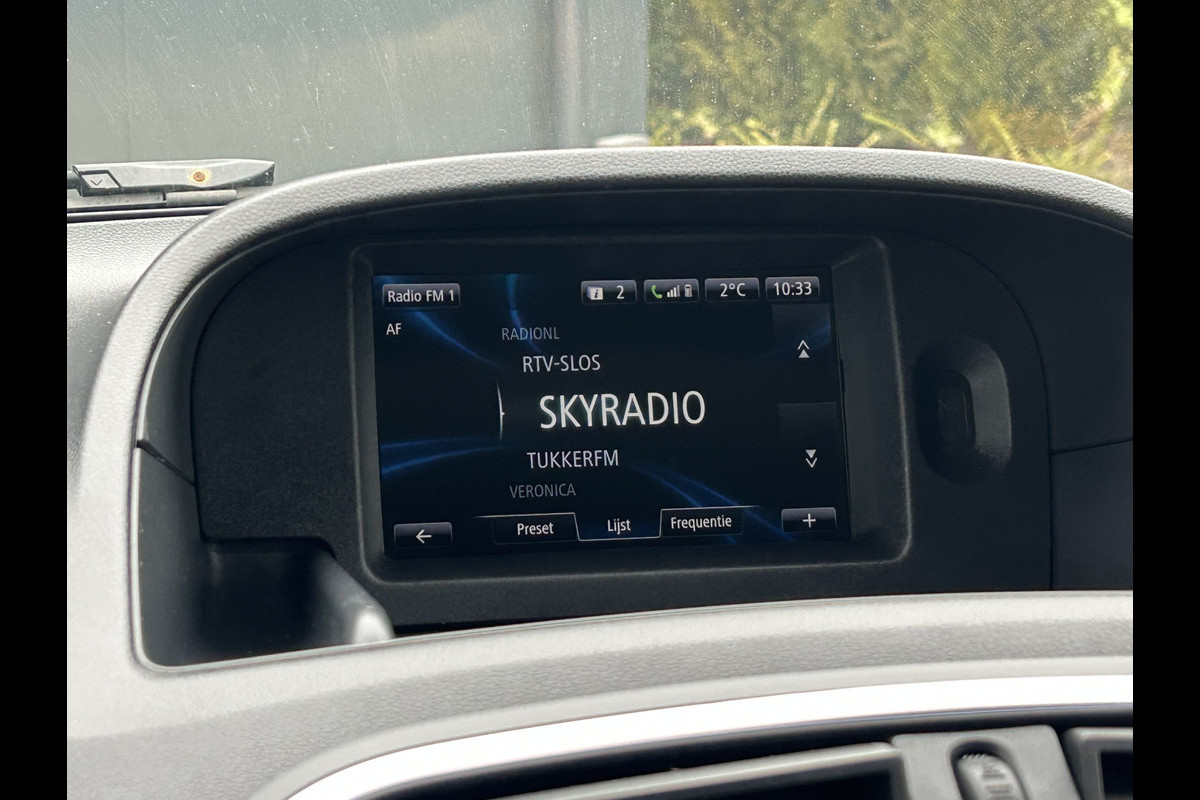 Radio FM 1
2
2°C
10:33
AF
RADIONL
RTV-SLOS
SKYRADIO
TUKKERFM
VERONICA
Preset
Lijst
Frequentie